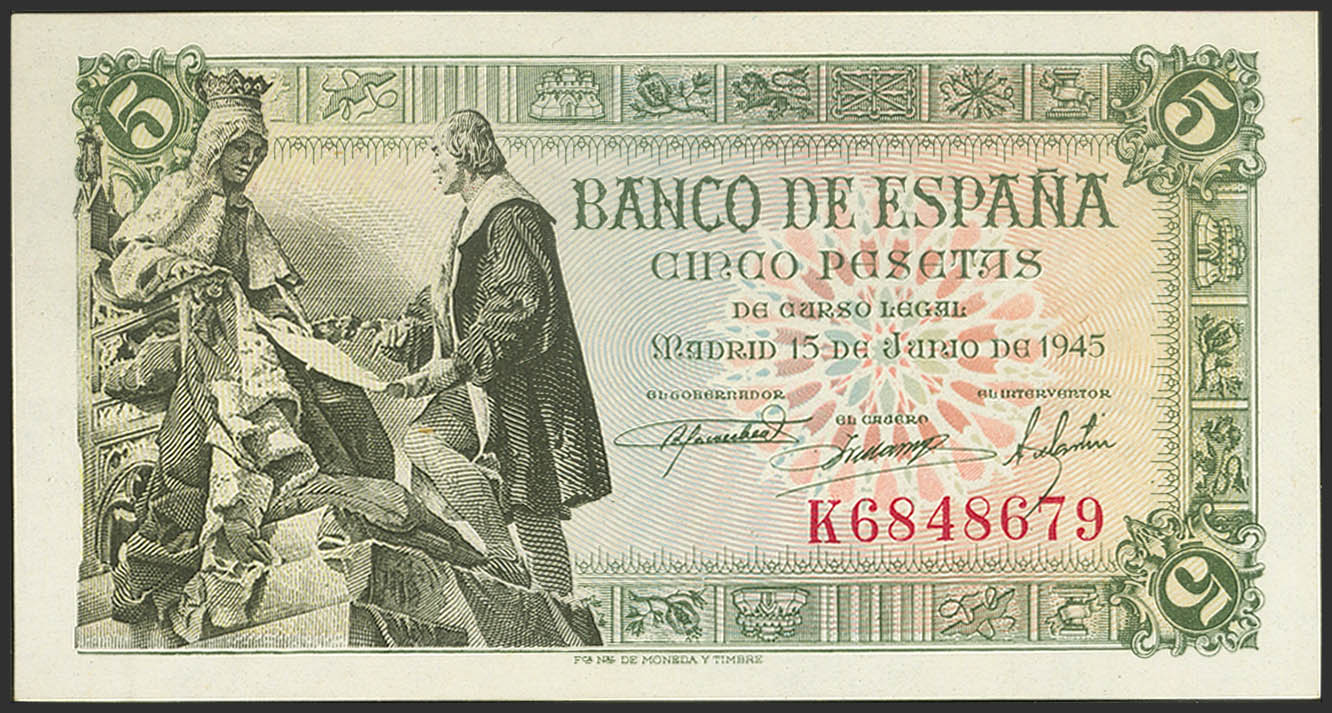 5
5
BANCO DE ESPAÑA
CINCO PESETAS
DE CURSO LEGAL
MADRID 15 DE JUNIO DE 1945
EL GOBERNADOR
EL INTERVENTOR
EL CAJERO
K6848679
5
Fca Nal DE MONEDA Y TIMBRE